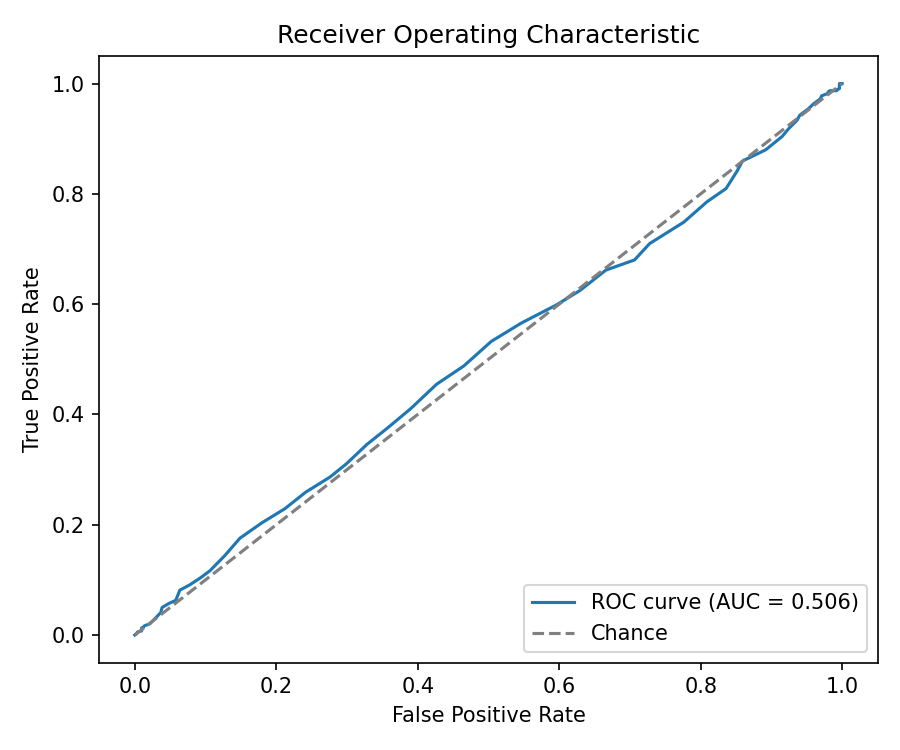 Receiver Operating Characteristic
True Positive Rate
1.0
0.8
0.6
0.4
0.2
0.0
ROC curve (AUC = 0.506)
Chance
0.0 0.2 0.4 0.6 0.8 1.0
False Positive Rate